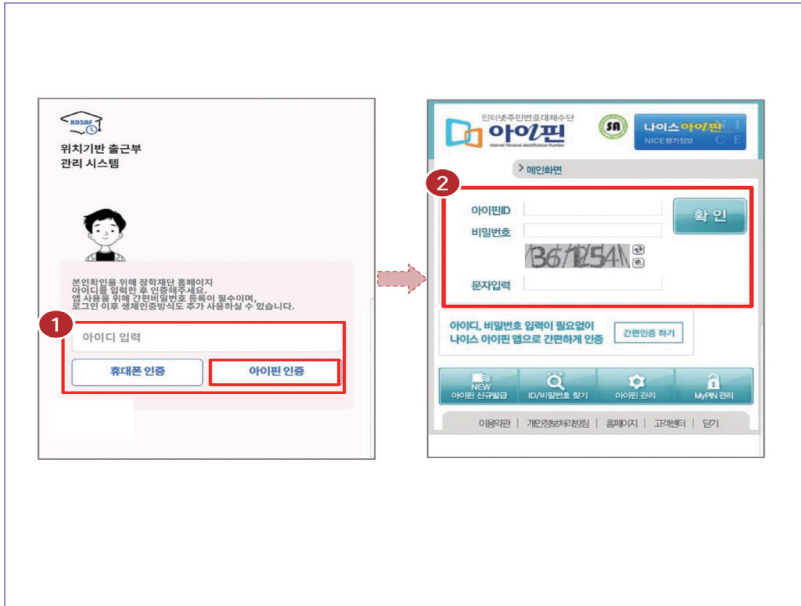 KOSAF
위치기반 출근부
관리 시스템
본인확인을 위해 장학재단 홈페이지
아이디를 입력한 후 인증해주세요.
앱 사용을 위해 간편비밀번호 등록이 필수이며,
로그인 이후 생체인증방식도 추가 사용하실 수 있습니다.
1
아이디 입력
휴대폰 인증
아이핀 인증
인터넷주민번호대체수단
아이핀
Internet Personal Identification Number
SA
나이스아이핀
NICE평가정보
NICE
> 메인화면
2
아이핀ID
비밀번호
확인
문자입력
아이디, 비밀번호 입력이 필요없이
나이스 아이핀 앱으로 간편하게 인증
간편인증 하기
NEW
아이핀 신규발급
ID/비밀번호 찾기
아이핀 관리
MyPIN 관리
이용약관 | 개인정보처리방침 | 홈페이지 | 고객센터 | 닫기